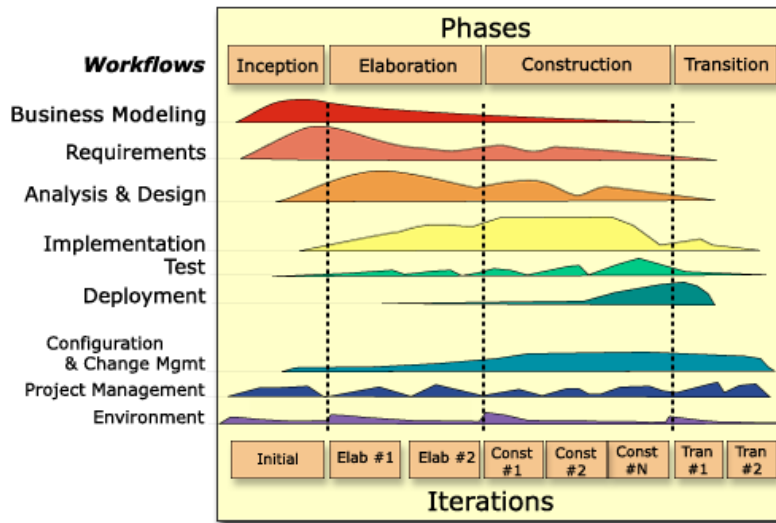 Phases
Workflows
Inception
Elaboration
Construction
Transition
Business Modeling
Requirements
Analysis & Design
Implementation
Test
Deployment
Configuration
& Change Mgmt
Project Management
Environment
Initial
Elab #1
Elab #2
Const
#1
Const
#2
Const
#N
Tran
#1
Tran
#2
Iterations